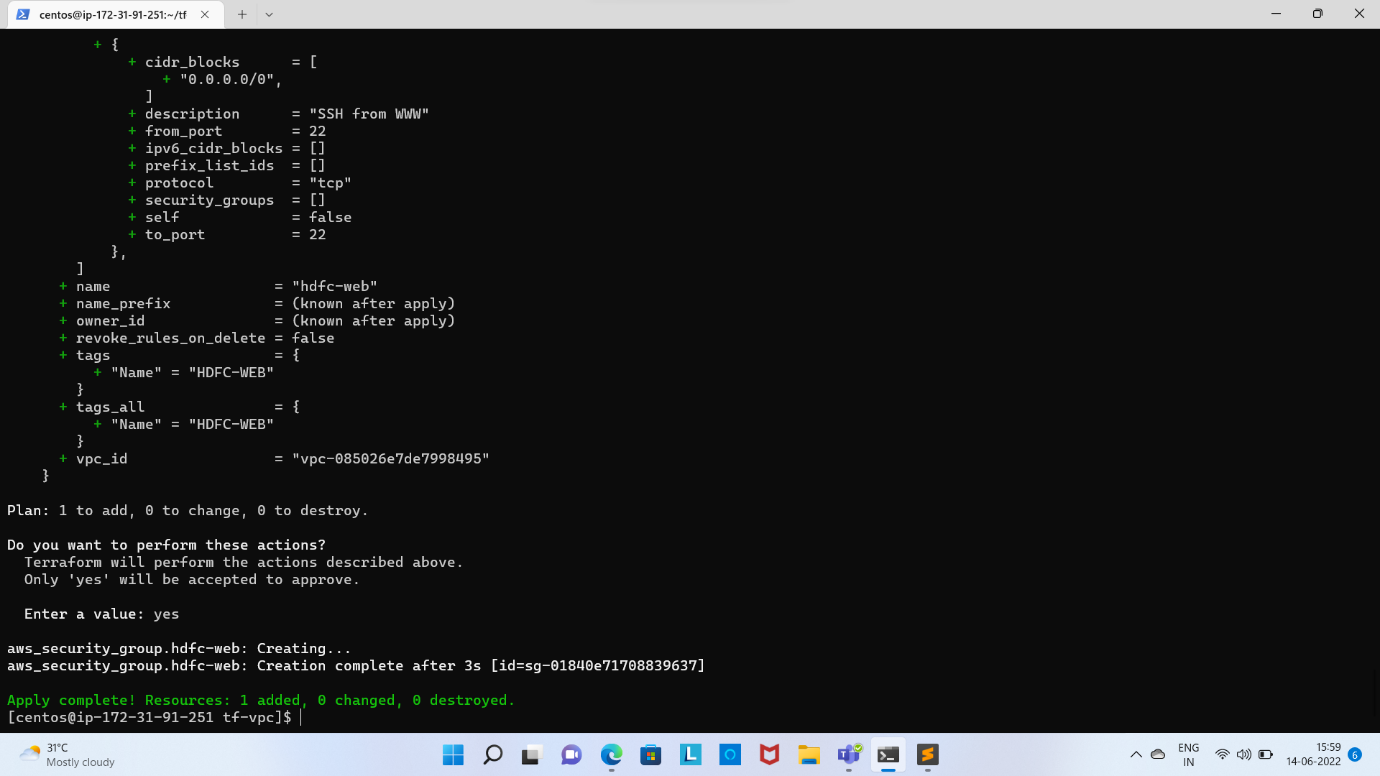 centos@ip-172-31-91-251:~/tf
+ {
+ cidr_blocks = [
+ "0.0.0.0/0",
]
+ description = "SSH from WWW"
+ from_port = 22
+ ipv6_cidr_blocks = []
+ prefix_list_ids = []
+ protocol = "tcp"
+ security_groups = []
+ self = false
+ to_port = 22
},
]
+ name = "hdfc-web"
+ name_prefix = (known after apply)
+ owner_id = (known after apply)
+ revoke_rules_on_delete = false
+ tags = {
+ "Name" = "HDFC-WEB"
}
+ tags_all = {
+ "Name" = "HDFC-WEB"
}
+ vpc_id = "vpc-085026e7de7998495"
}
Plan: 1 to add, 0 to change, 0 to destroy.
Do you want to perform these actions?
Terraform will perform the actions described above.
Only 'yes' will be accepted to approve.
Enter a value: yes
aws_security_group.hdfc-web: Creating...
aws_security_group.hdfc-web: Creation complete after 3s [id=sg-01840e71708839637]
Apply complete! Resources: 1 added, 0 changed, 0 destroyed.
[centos@ip-172-31-91-251 tf-vpc]$
31°C
Mostly cloudy
ENG
IN
15:59
14-06-2022
6